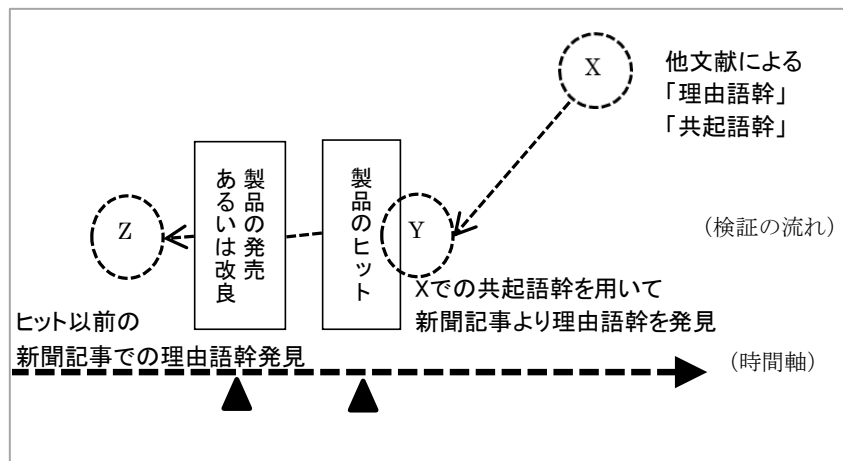 X
他文献による
「理由語幹」
「共起語幹」
製品の発売
あるいは改良
製品のヒット
Z
Y
(検証の流れ)
Xでの共起語幹を用いて
新聞記事より理由語幹を発見
ヒット以前の
新聞記事での理由語幹発見
(時間軸)